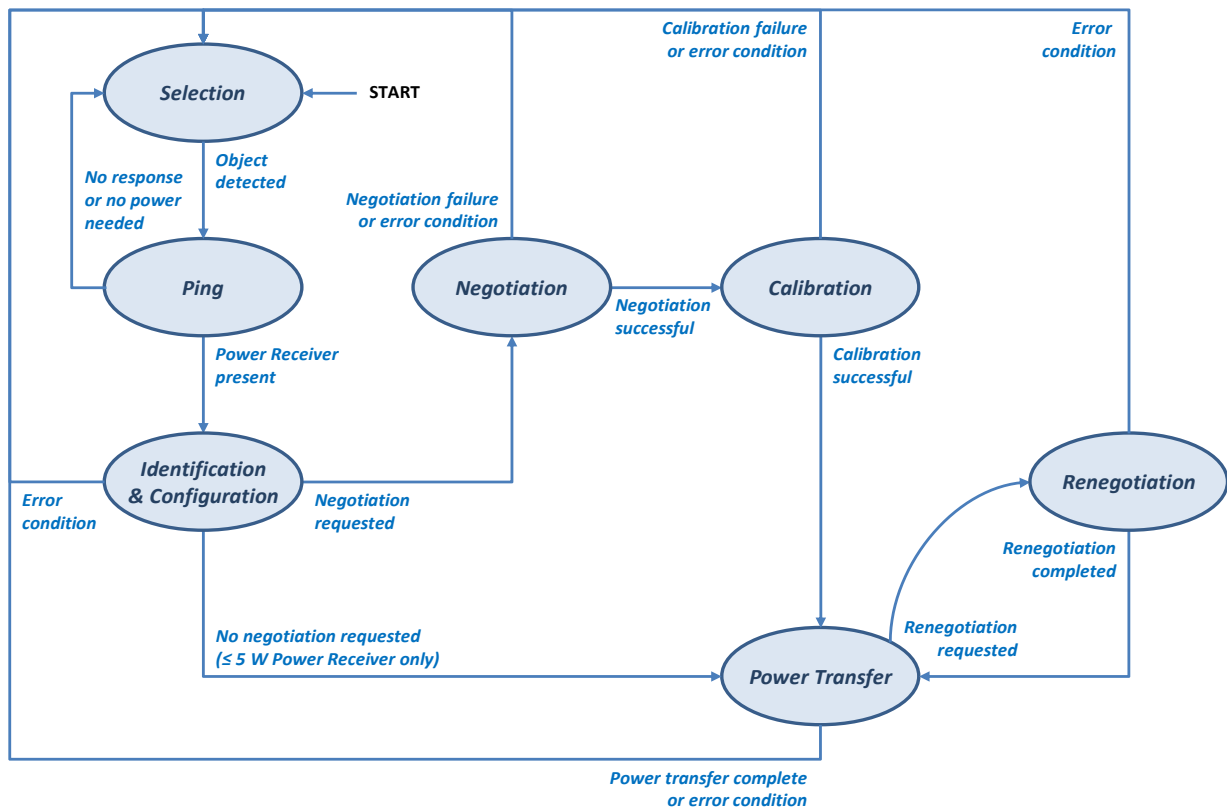 Calibration failure
or error condition
Error
condition
Selection
START
No response
or no power
needed
Object
detected
Negotiation failure
or error condition
Ping
Negotiation
Calibration
Negotiation
successful
Power Receiver
present
Calibration
successful
Identification
& Configuration
Renegotiation
Error
condition
Negotiation
requested
Renegotiation
completed
No negotiation requested
(≤ 5 W Power Receiver only)
Renegotiation
requested
Power Transfer
Power transfer complete
or error condition